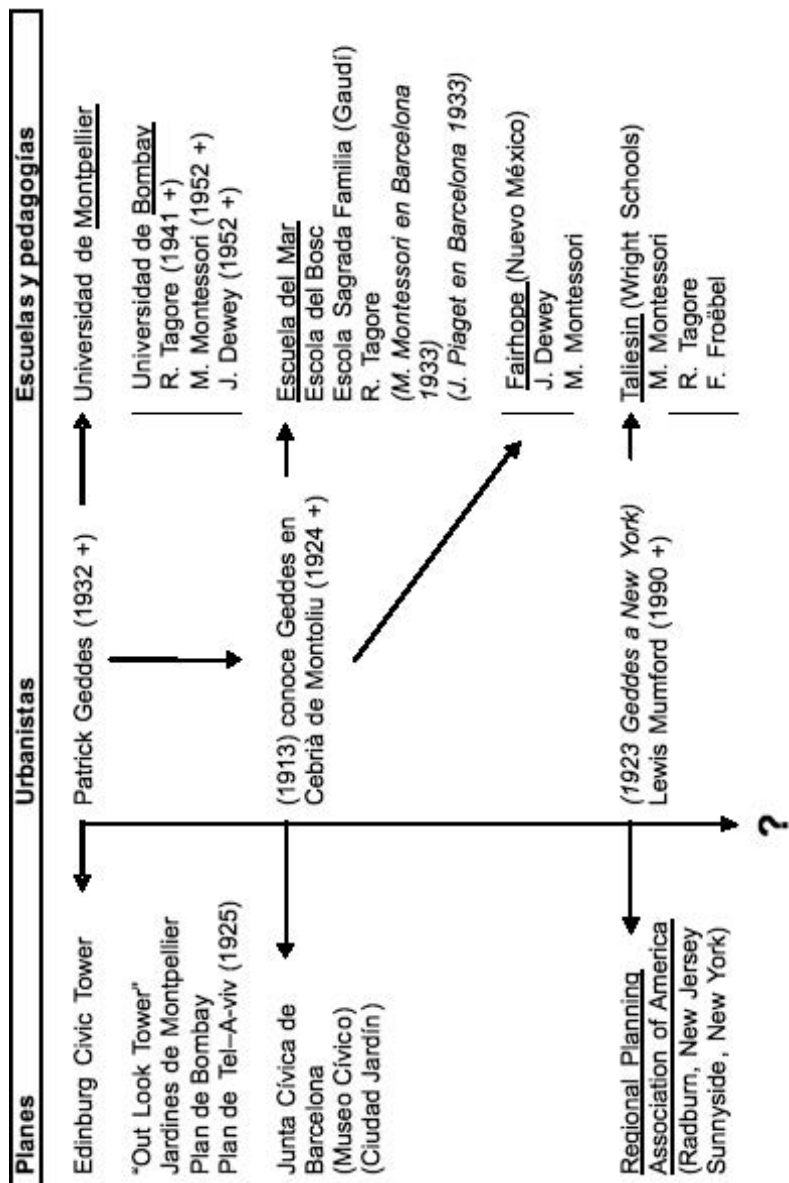 Planes
Urbanistas
Escuelas y pedagogías
Edinburg Civic Tower
Patrick Geddes (1932 +)
Universidad de Montpellier
"Out Look Tower"
Jardines de Montpellier
Plan de Bombay
Plan de Tel–A-viv (1925)
Universidad de Bombay
R. Tagore (1941 +)
M. Montessori (1952 +)
J. Dewey (1952 +)
Junta Cívica de
Barcelona
(Museo Cívico)
(Ciudad Jardín)
(1913) conoce Geddes en
Cebrià de Montoliu (1924 +)
Escuela del Mar
Escola del Bosc
Escola Sagrada Familia (Gaudí)
R. Tagore
(M. Montessori en Barcelona
1933)
(J. Piaget en Barcelona 1933)
Fairhope (Nuevo México)
J. Dewey
M. Montessori
Regional Planning
Association of America
(Radburn, New Jersey
Sunnyside, New York)
(1923 Geddes a New York)
Lewis Mumford (1990 +)
Taliesin (Wright Schools)
M. Montessori
R. Tagore
F. Froëbel
?